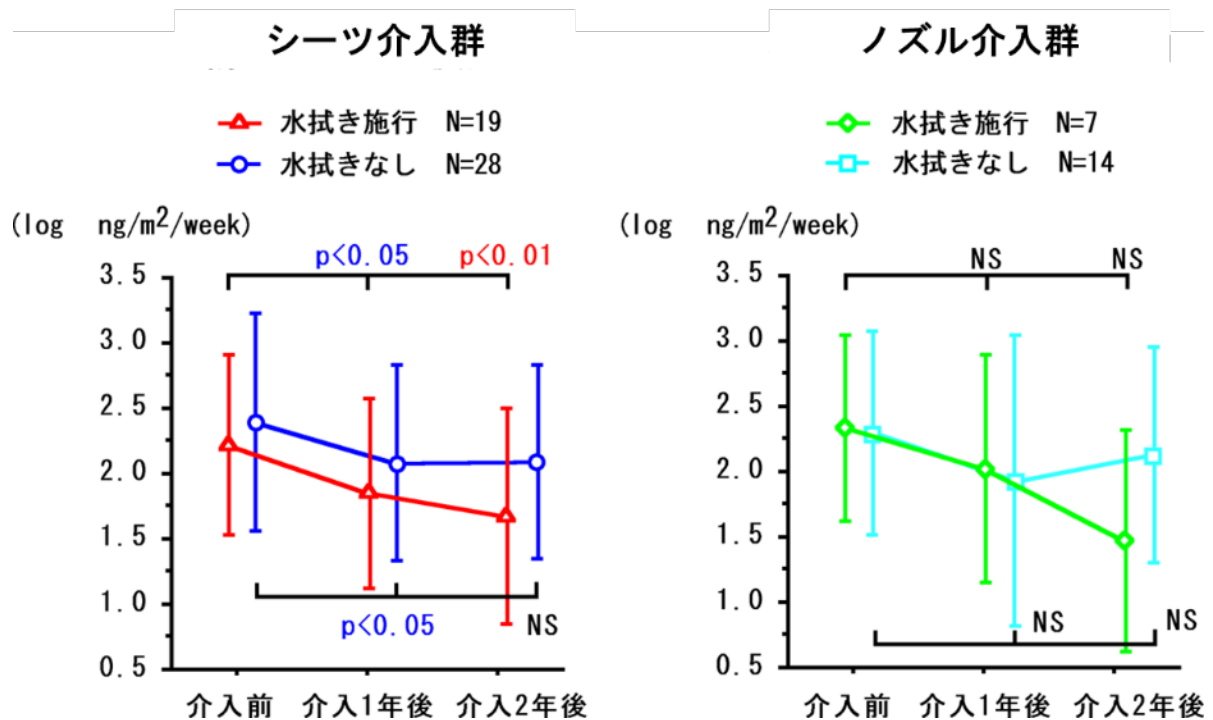 シーツ介入群
水拭き施行 N=19
水拭きなし N=28
(log ng/m²/week)
p<0.05 p<0.01
3.5
3.0
2.5
2.0
1.5
1.0
0.5
p<0.05 NS
介入前 介入1年後 介入2年後
ノズル介入群
水拭き施行 N=7
水拭きなし N=14
(log ng/m²/week)
NS NS
3.5
3.0
2.5
2.0
1.5
1.0
0.5
NS NS
介入前 介入1年後 介入2年後